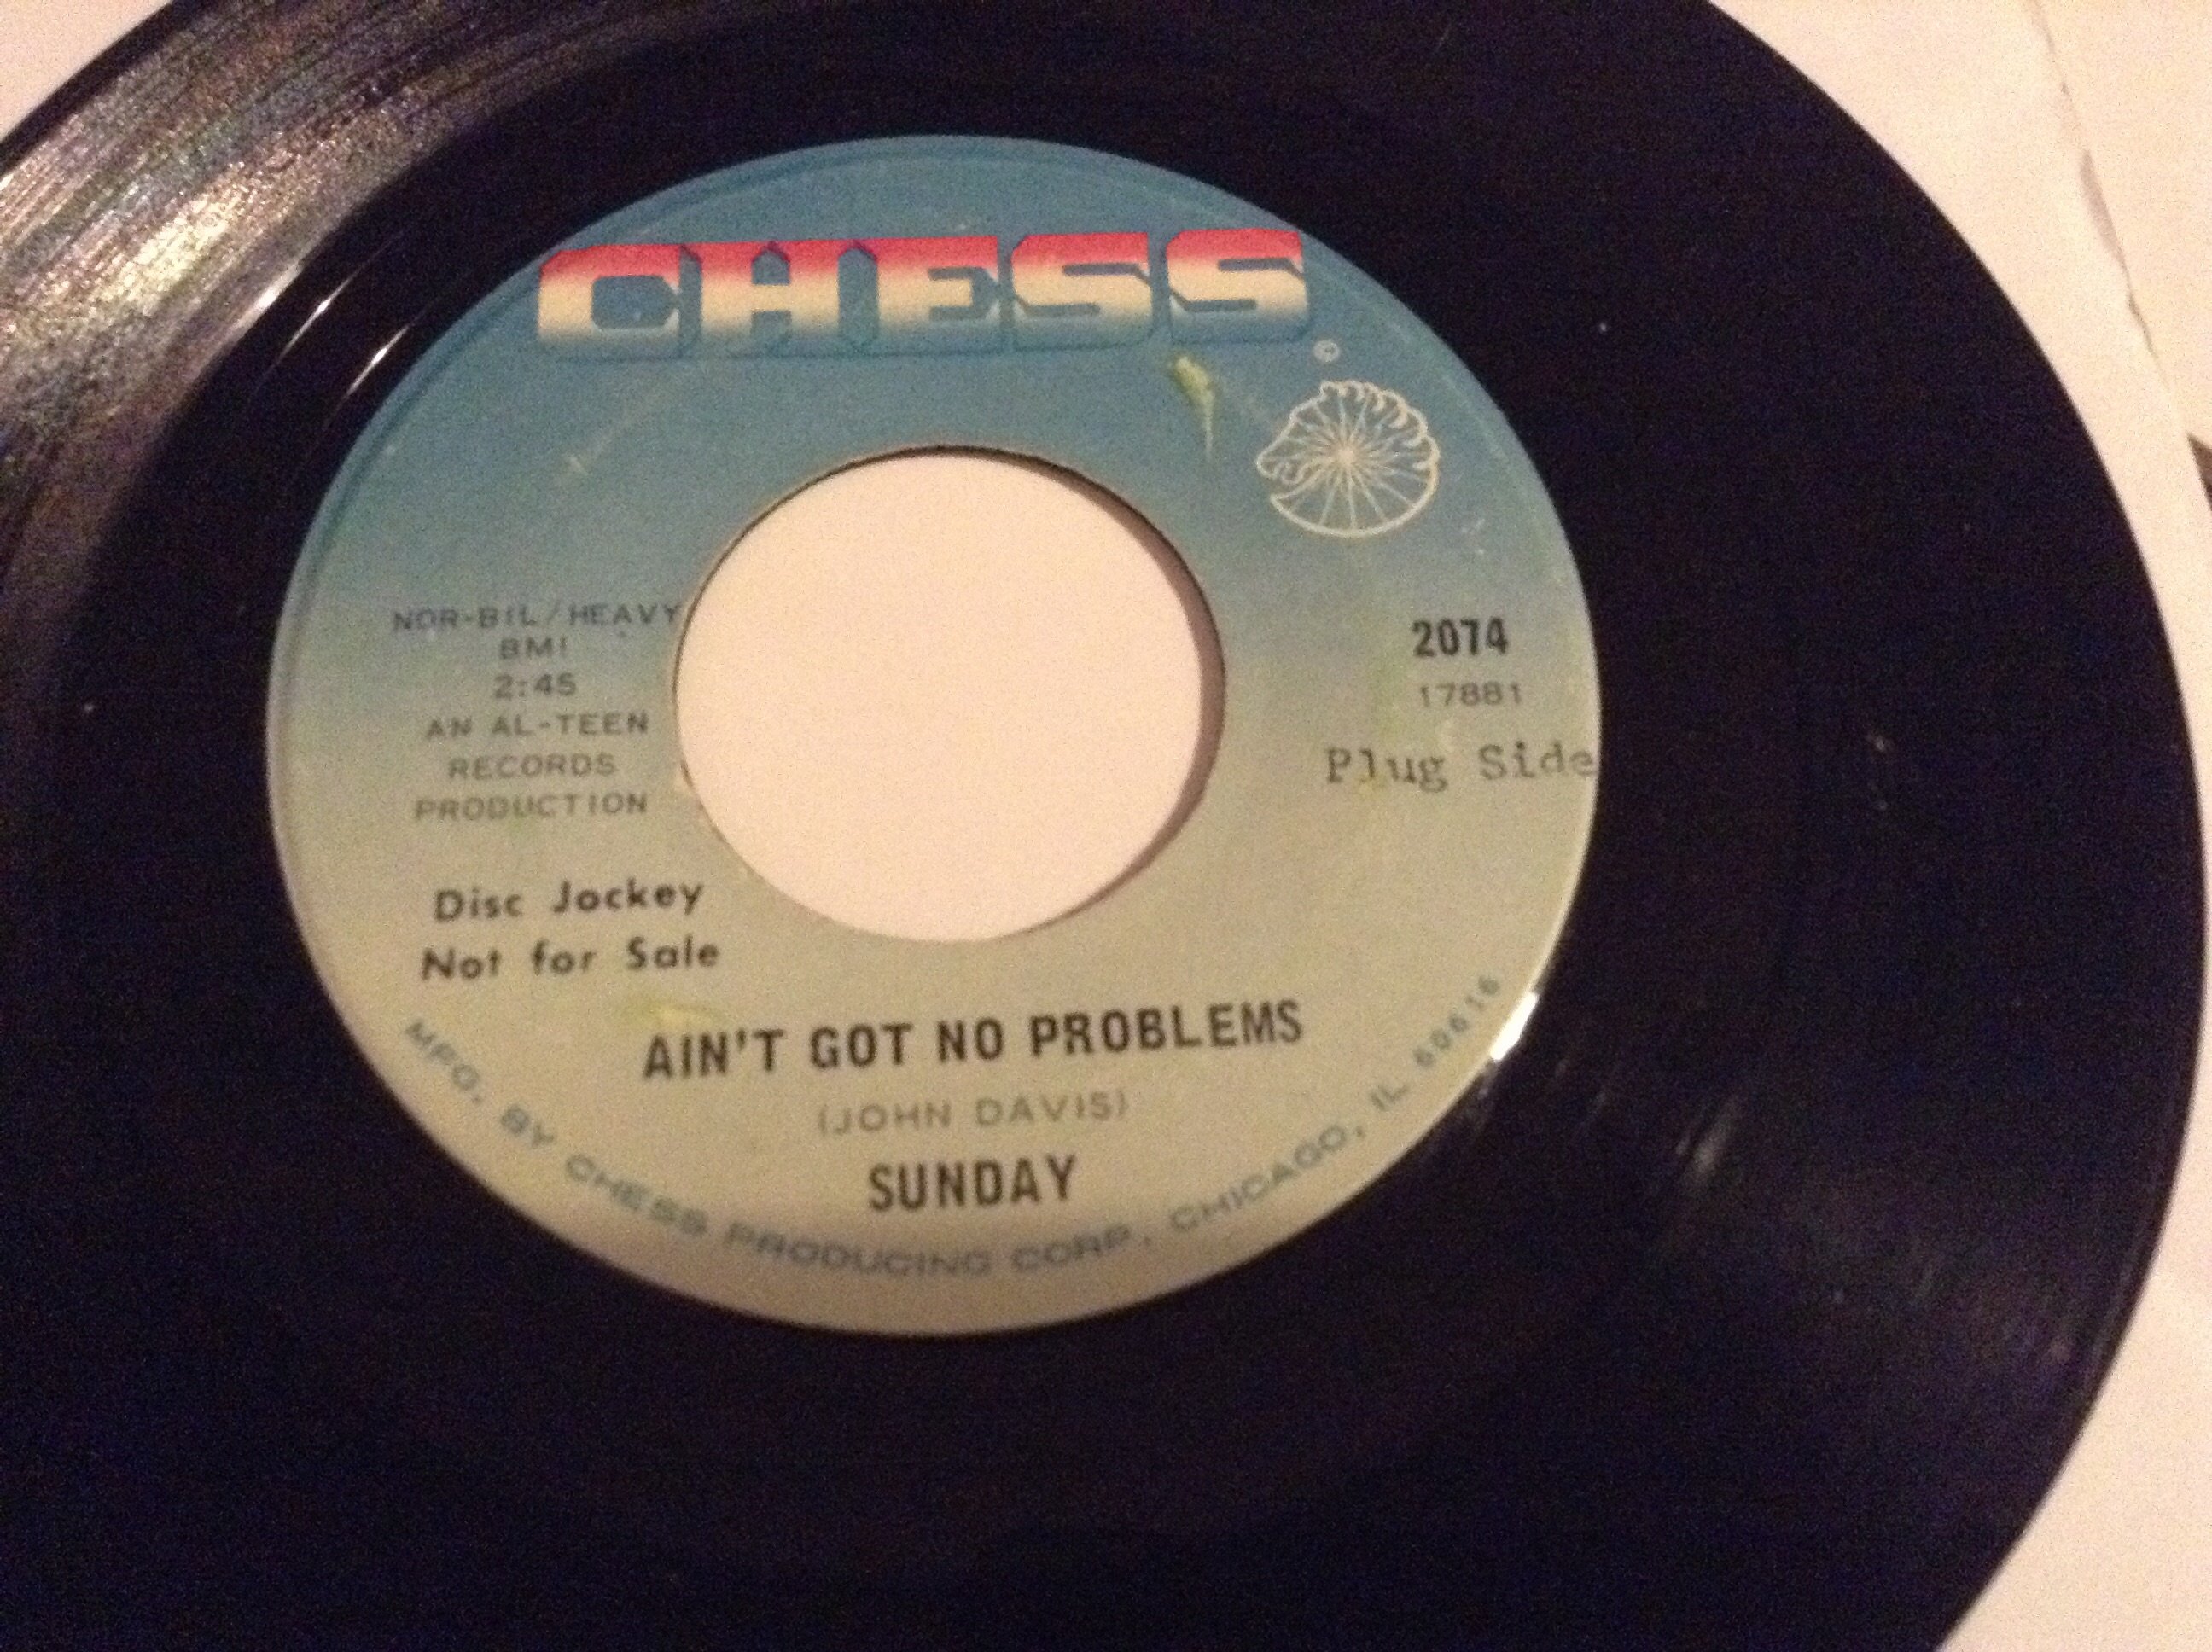 CHESS
©
NOR-BIL/HEAVY
BMI
2:45
AN AL-TEEN
RECORDS
PRODUCTION
2074
17881
Plug Side
Disc Jockey
Not for Sale
AIN'T GOT NO PROBLEMS
(JOHN DAVIS)
SUNDAY
MFG. BY CHESS PRODUCING CORP. CHICAGO, IL. 60616